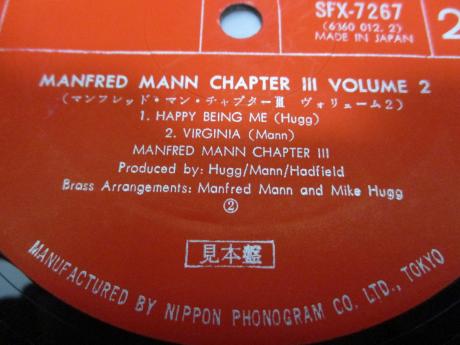 SFX-7267
(6360 012. 2)
MADE IN JAPAN
2
MANFRED MANN CHAPTER III VOLUME 2
(マンフレッド・マン・チャプターⅢ ヴォリューム2)
1. HAPPY BEING ME (Hugg)
2. VIRGINIA (Mann)
MANFRED MANN CHAPTER III
Produced by: Hugg/Mann/Hadfield
Brass Arrangements: Manfred Mann and Mike Hugg
②
見本盤
MANUFACTURED BY NIPPON PHONOGRAM CO. LTD., TOKYO